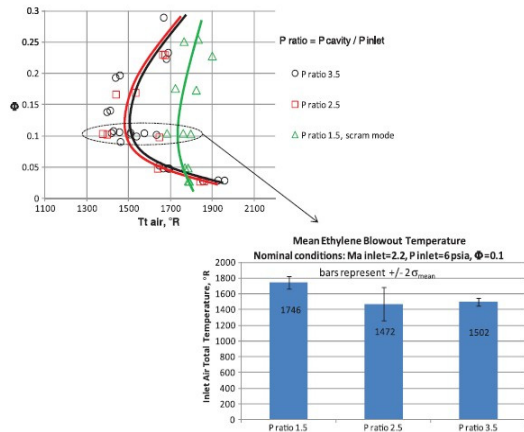 0.3
0.25
0.2
0.15
0.1
0.05
0
Φ
1100 1300 1500 1700 1900 2100
Tt air, °R
P ratio = P cavity / P inlet
P ratio 3.5
P ratio 2.5
P ratio 1.5, scram mode
Mean Ethylene Blowout Temperature
Nominal conditions: Ma inlet=2.2, P inlet=6 psia, Φ=0.1
bars represent +/- 2σmean
Inlet Air Total Temperature, °R
2000
1800
1600
1400
1200
1000
800
600
400
200
0
1746 1472 1502
P ratio 1.5 P ratio 2.5 P ratio 3.5